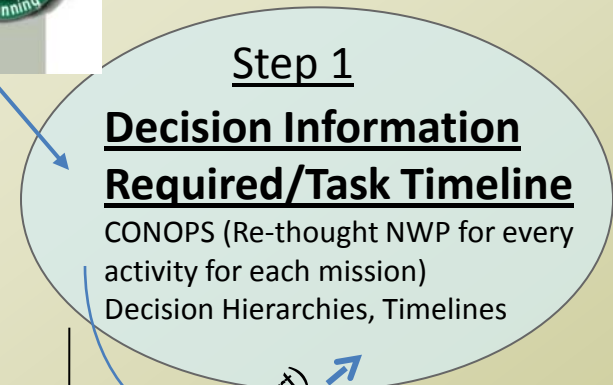 nning
Step 1
Decision Information
Required/Task Timeline
CONOPS (Re-thought NWP for every
activity for each mission)
Decision Hierarchies, Timelines